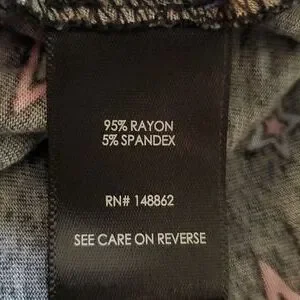 95% RAYON
5% SPANDEX
RN# 148862
SEE CARE ON REVERSE